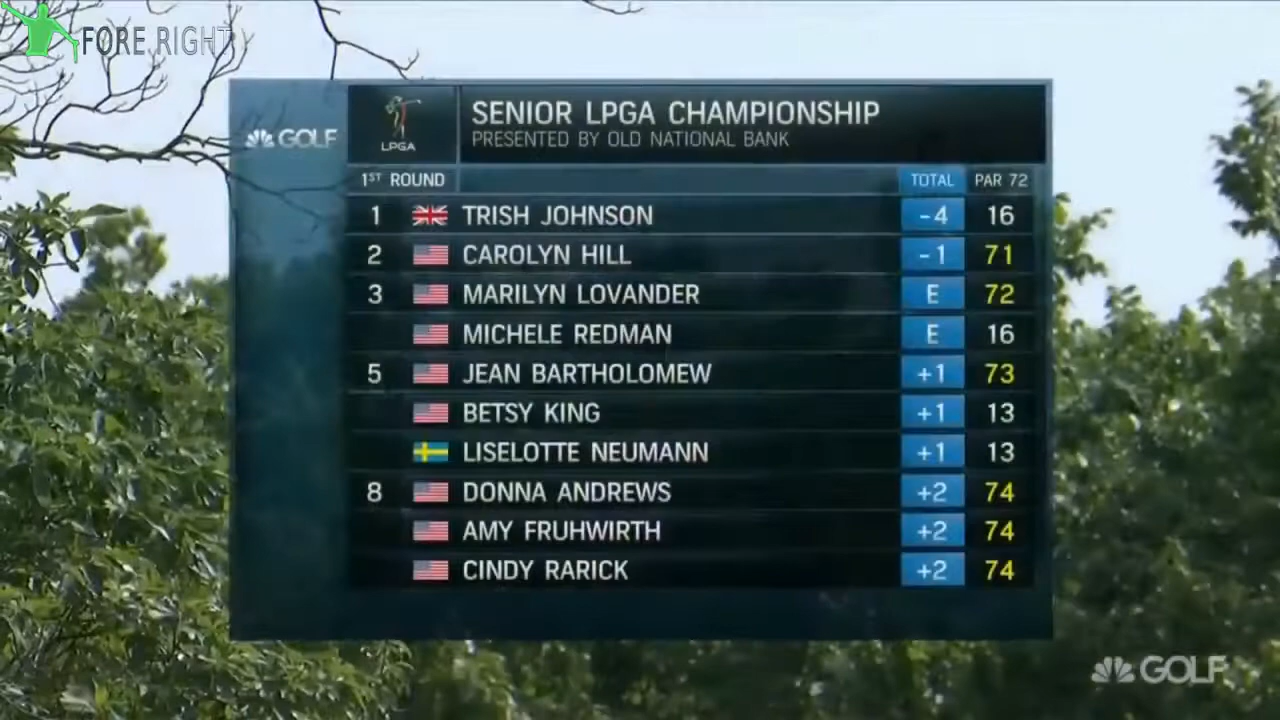 FORE RIGHT
GOLF
LPGA
SENIOR LPGA CHAMPIONSHIP
PRESENTED BY OLD NATIONAL BANK
1ST ROUND TOTAL PAR 72
1 TRISH JOHNSON -4 16
2 CAROLYN HILL -1 71
3 MARILYN LOVANDER E 72
MICHELE REDMAN E 16
5 JEAN BARTHOLOMEW +1 73
BETSY KING +1 13
LISELOTTE NEUMANN +1 13
8 DONNA ANDREWS +2 74
AMY FRUHWIRTH +2 74
CINDY RARICK +2 74
GOLF